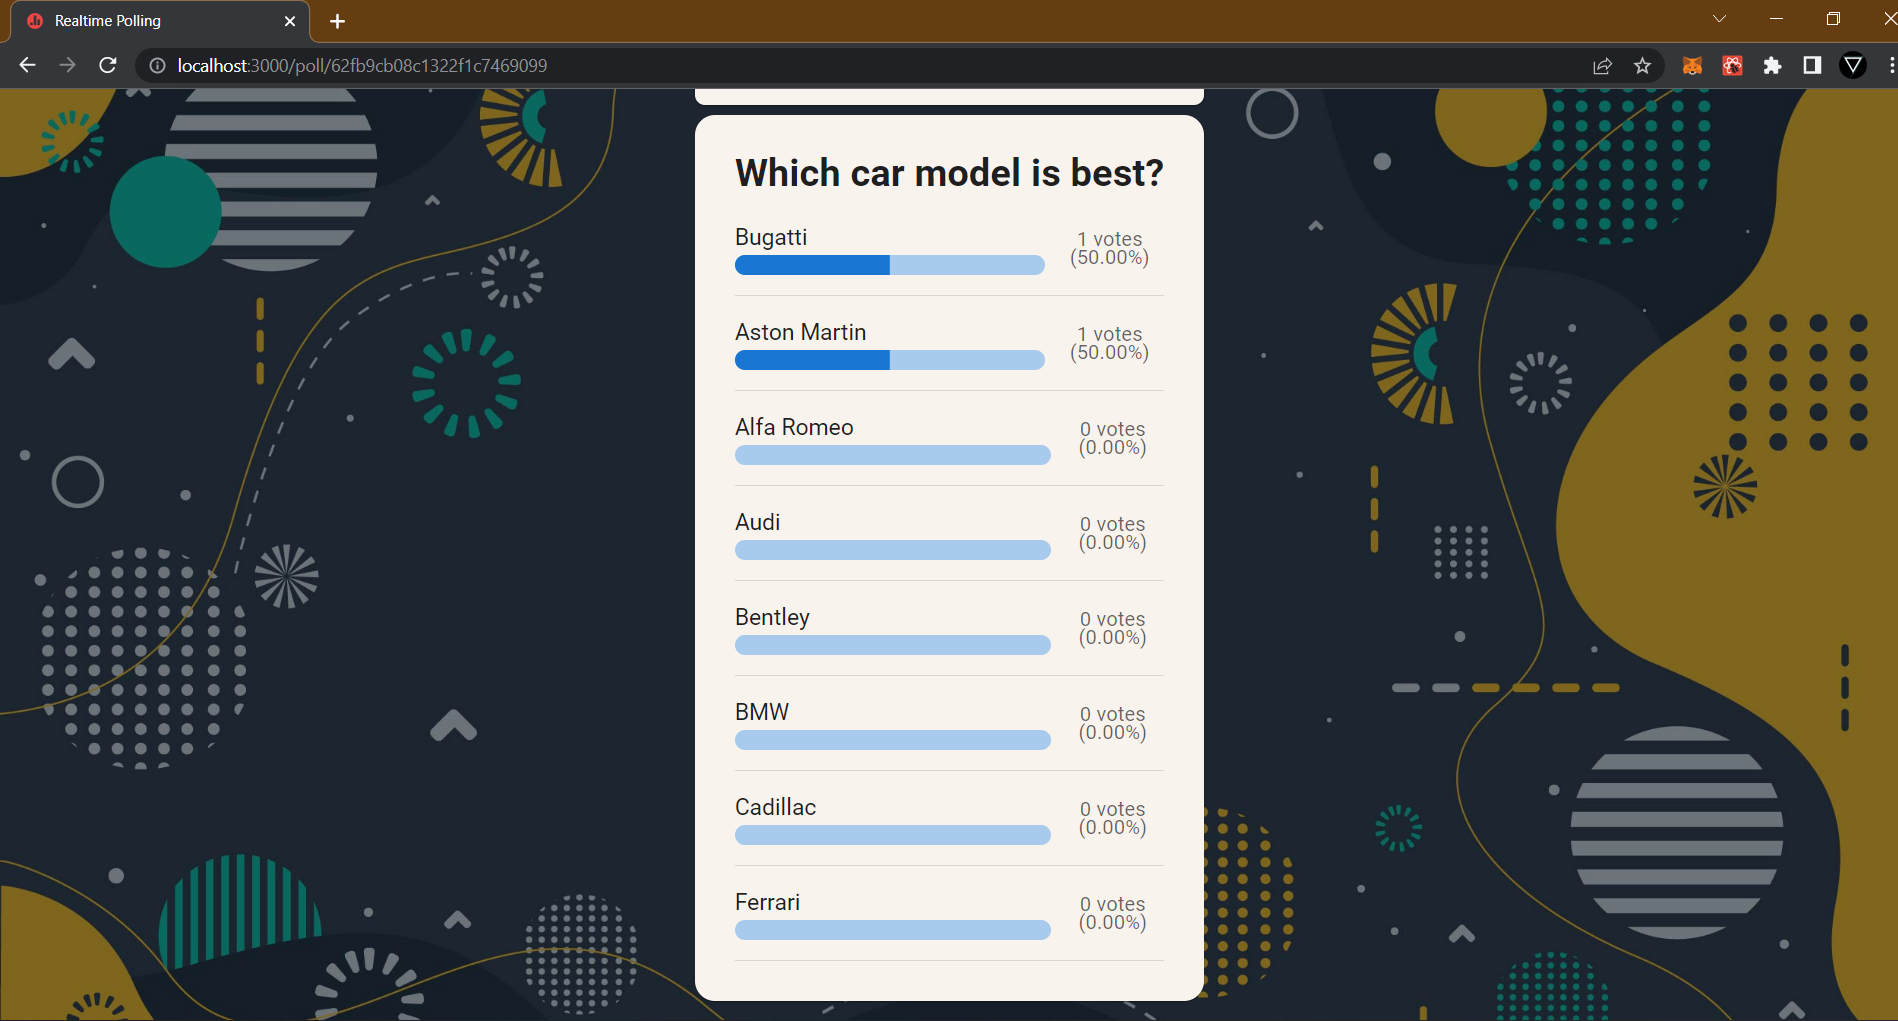 Realtime Polling
localhost:3000/poll/62fb9cb08c1322f1c7469099
Which car model is best?
Bugatti
1 votes
(50.00%)
Aston Martin
1 votes
(50.00%)
Alfa Romeo
0 votes
(0.00%)
Audi
0 votes
(0.00%)
Bentley
0 votes
(0.00%)
BMW
0 votes
(0.00%)
Cadillac
0 votes
(0.00%)
Ferrari
0 votes
(0.00%)